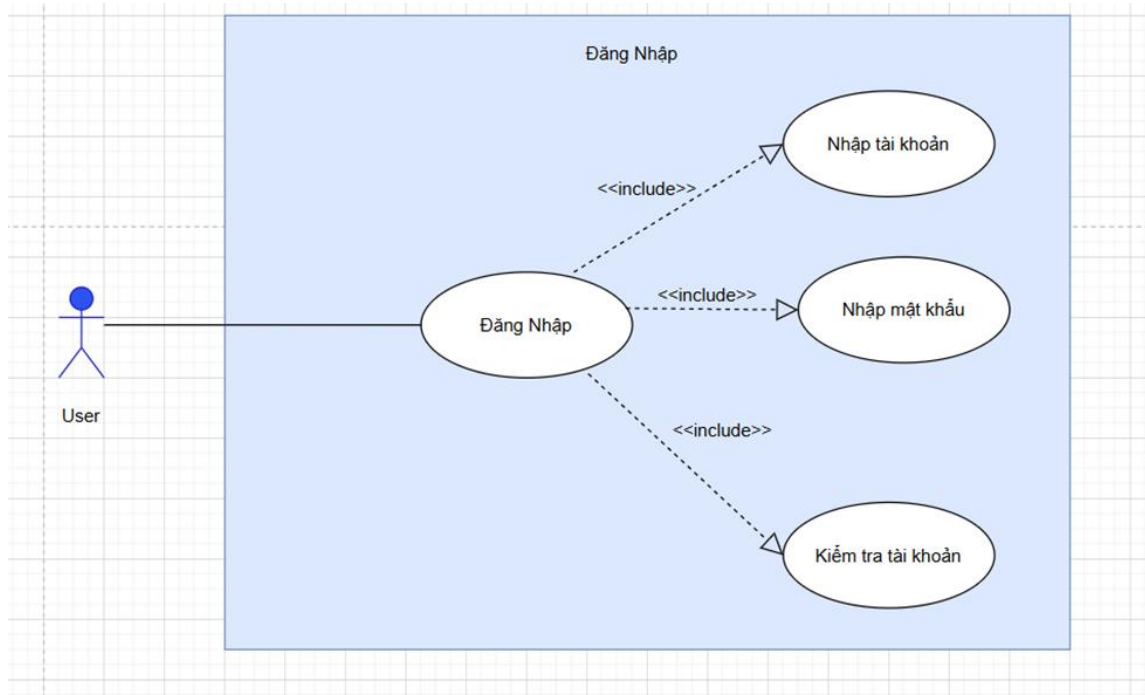 Đăng Nhập
Nhập tài khoản
<<include>>
<<include>>
Nhập mật khẩu
Đăng Nhập
User
<<include>>
Kiểm tra tài khoản